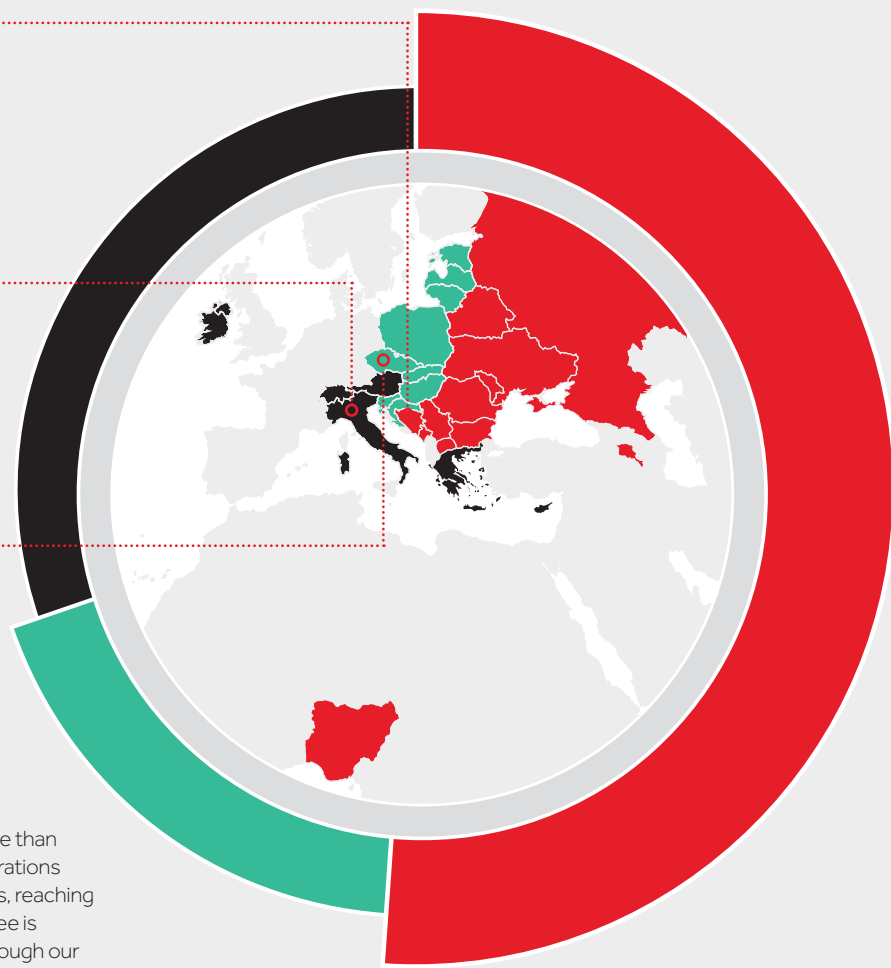 e than
rations
s, reaching
ee is
ough our